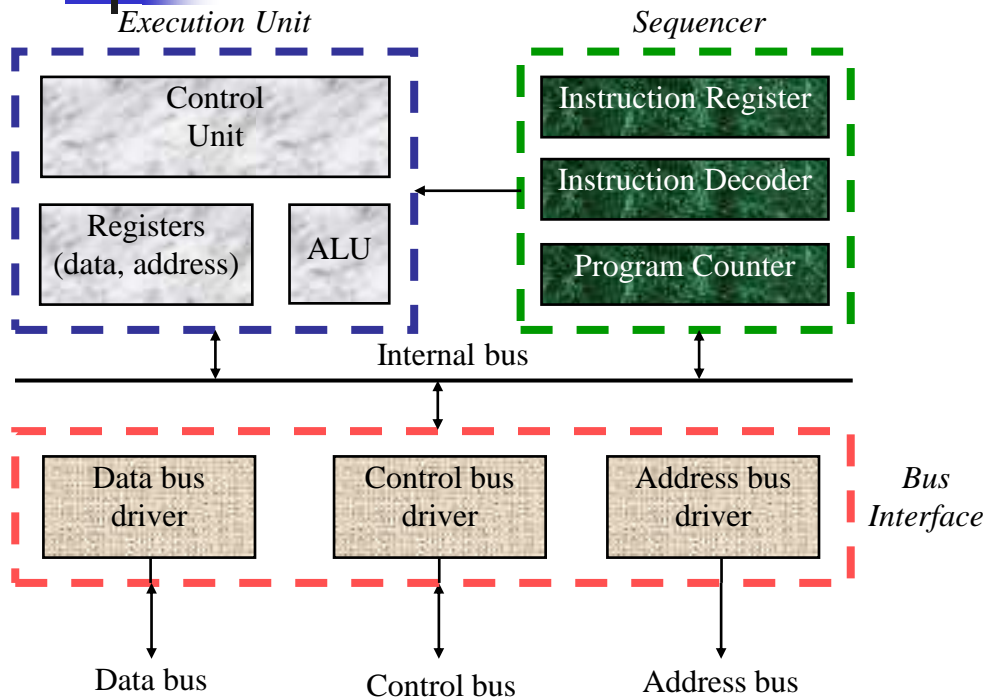 Execution Unit
Sequencer
Control
Unit
Registers
(data, address)
ALU
Instruction Register
Instruction Decoder
Program Counter
Internal bus
Data bus
driver
Control bus
driver
Address bus
driver
Bus
Interface
Data bus
Control bus
Address bus